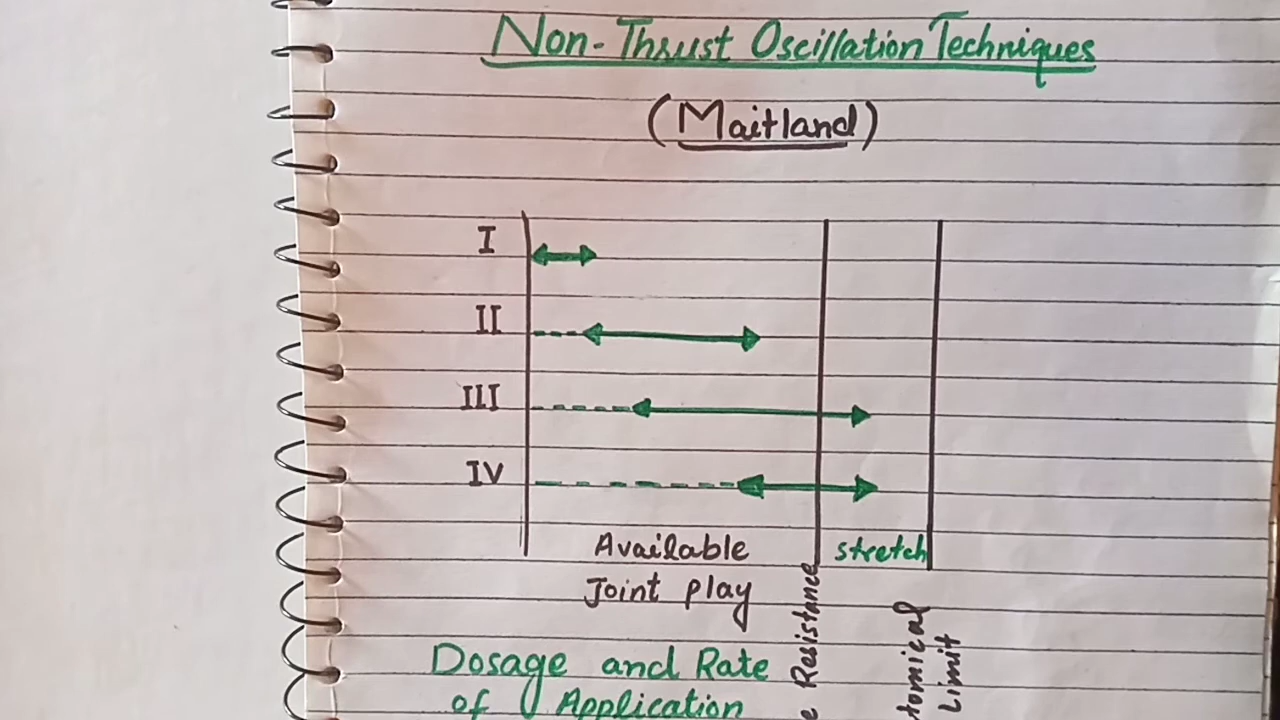 Non-Thrust Oscillation Techniques
(Maitland)
I
II
III
IV
Available
Joint play
stretch
Resistance
Limit
Dosage and Rate
of Application